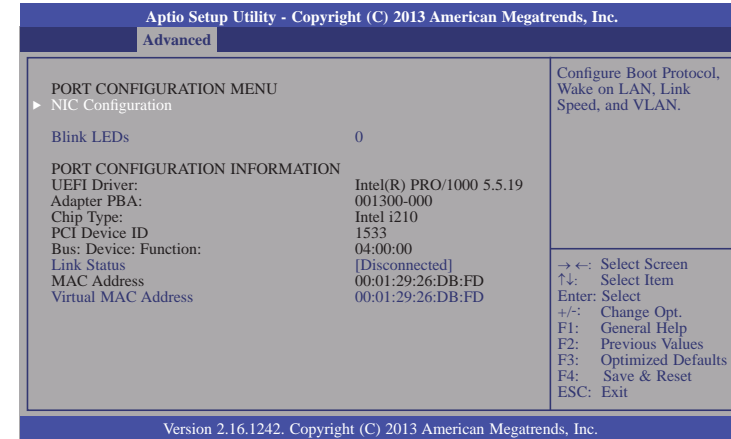 Aptio Setup Utility - Copyright (C) 2013 American Megatrends, Inc.
Advanced
PORT CONFIGURATION MENU
▶ NIC Configuration
Blink LEDs 0
PORT CONFIGURATION INFORMATION
UEFI Driver: Intel(R) PRO/1000 5.5.19
Adapter PBA: 001300-000
Chip Type: Intel i210
PCI Device ID 1533
Bus: Device: Function: 04:00:00
Link Status [Disconnected]
MAC Address 00:01:29:26:DB:FD
Virtual MAC Address 00:01:29:26:DB:FD
Configure Boot Protocol,
Wake on LAN, Link
Speed, and VLAN.
→ ←: Select Screen
↑↓: Select Item
Enter: Select
+/-: Change Opt.
F1: General Help
F2: Previous Values
F3: Optimized Defaults
F4: Save & Reset
ESC: Exit
Version 2.16.1242. Copyright (C) 2013 American Megatrends, Inc.